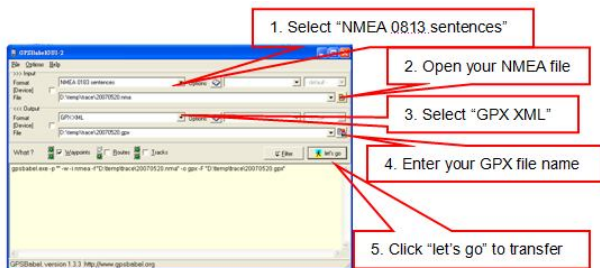 1. Select “NMEA 0813 sentences”
GPSBabelGUI-2
File Options Help
2. Open your NMEA file
>>> Input
Format NMEA 0183 sentences Options default
(Device)
File D:\temp\trace\20070520.nma
3. Select “GPX XML”
<<< Output
Format GPX XML Options default
(Device)
File D:\temp\trace\20070520.gpx
4. Enter your GPX file name
What ? Waypoints Routes Tracks Filter let's go
gpsbabel.exe -p "" -w -i nmea -f "D:\temp\trace\20070520.nma" -o gpx -F "D:\temp\trace\20070520.gpx"
5. Click “let’s go” to transfer
GPSBabel, version 1.3.3 http://www.gpsbabel.org